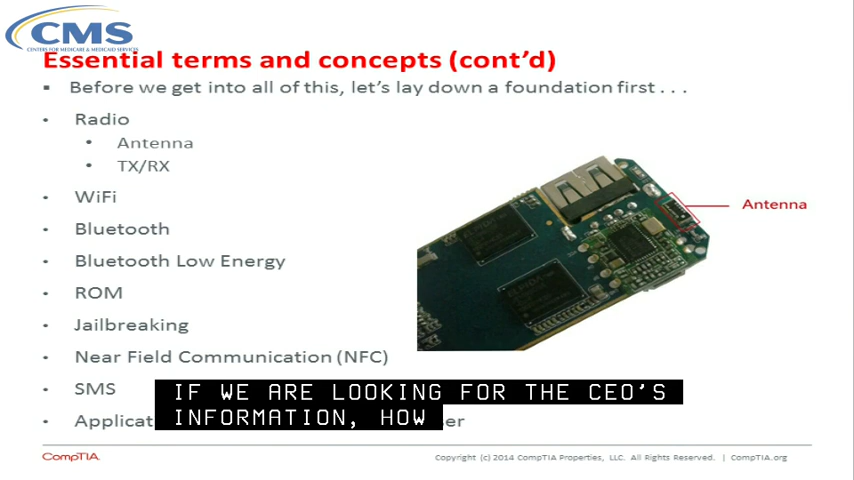 CMS
CENTERS FOR MEDICARE & MEDICAID SERVICES
Essential terms and concepts (cont'd)
▪ Before we get into all of this, let's lay down a foundation first . . .
• Radio
• Antenna
• TX/RX
Antenna
• WiFi
• Bluetooth
• Bluetooth Low Energy
• ROM
• Jailbreaking
• Near Field Communication (NFC)
• SMS
IF WE ARE LOOKING FOR THE CEO'S
INFORMATION, HOW
CompTIA.
Copyright (c) 2014 CompTIA Properties, LLC. All Rights Reserved. | CompTIA.org